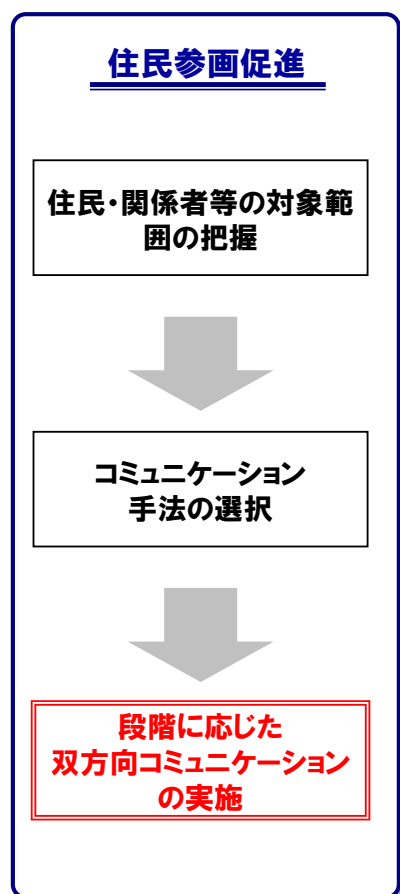 住民参画促進
住民・関係者等の対象範
囲の把握
コミュニケーション
手法の選択
段階に応じた
双方向コミュニケーション
の実施